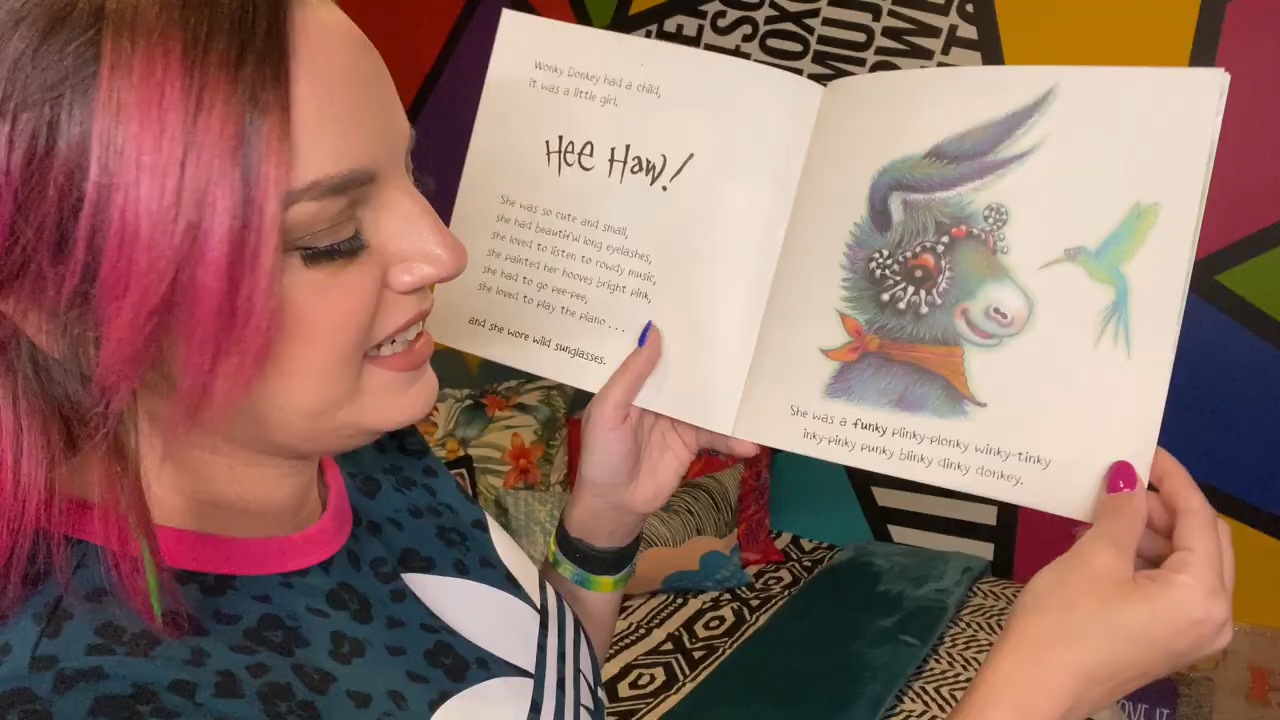 Wonky Donkey had a child,
it was a little girl.
Hee Haw!
She was so cute and small,
she had beautiful long eyelashes,
she loved to listen to rowdy music,
she painted her hooves bright pink,
she had to go pee-pee,
she loved to play the piano . . .
and she wore wild sunglasses.
She was a funky plinky-plonky winky-tinky
inky-pinky punky blinky dinky donkey.